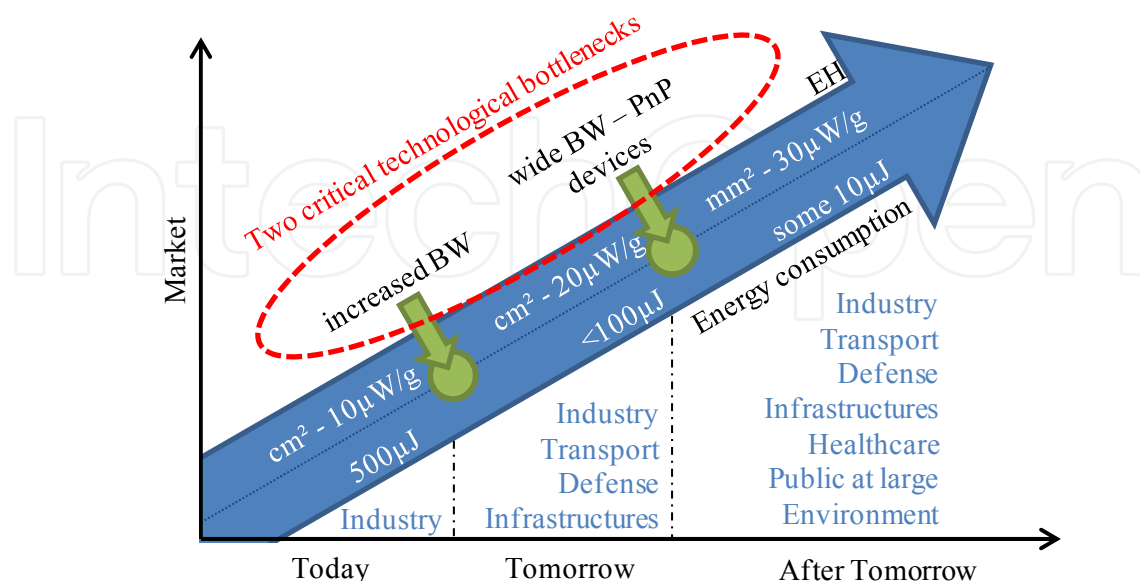 Two critical technological bottlenecks
EH
wide BW – PnP
devices
increased BW
mm² - 30µW/g
some 10µJ
cm² - 20µW/g
<100µJ
cm² - 10µW/g
500µJ
Energy consumption
Market
Industry
Industry
Transport
Defense
Infrastructures
Industry
Transport
Defense
Infrastructures
Healthcare
Public at large
Environment
Today
Tomorrow
After Tomorrow
IntechOpen